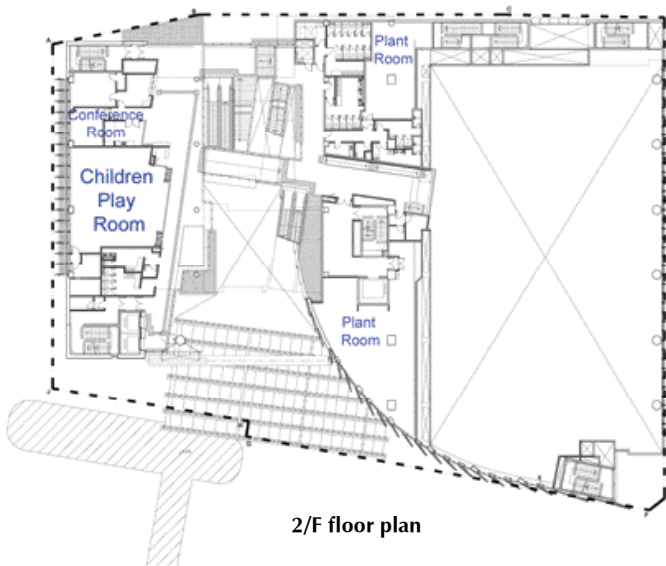 Plant
Room
Conference
Room
Children
Play
Room
Plant
Room
2/F floor plan